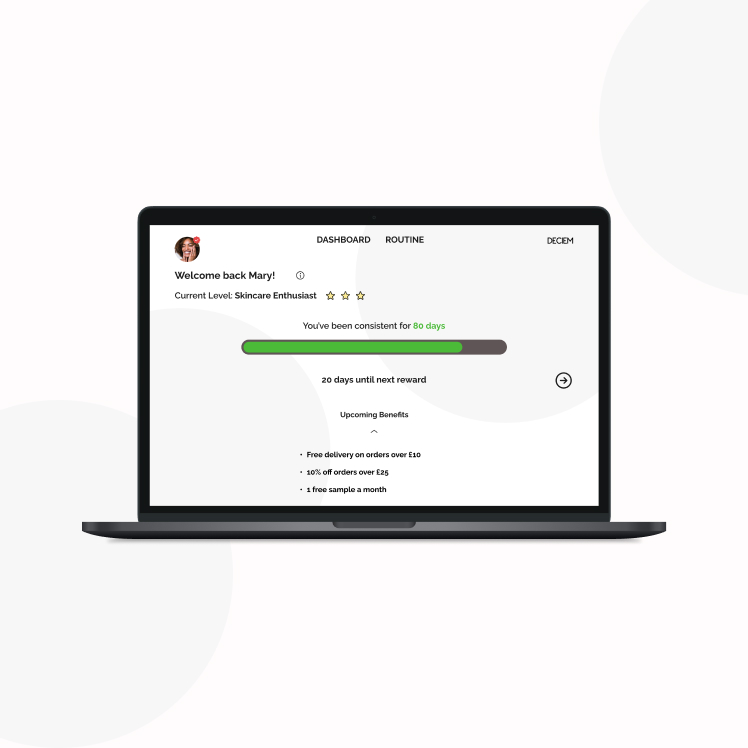 DASHBOARD ROUTINE DECIEM
Welcome back Mary!
Current Level: Skincare Enthusiast
You've been consistent for 80 days
20 days until next reward
Upcoming Benefits
• Free delivery on orders over £10
• 10% off orders over £25
• 1 free sample a month